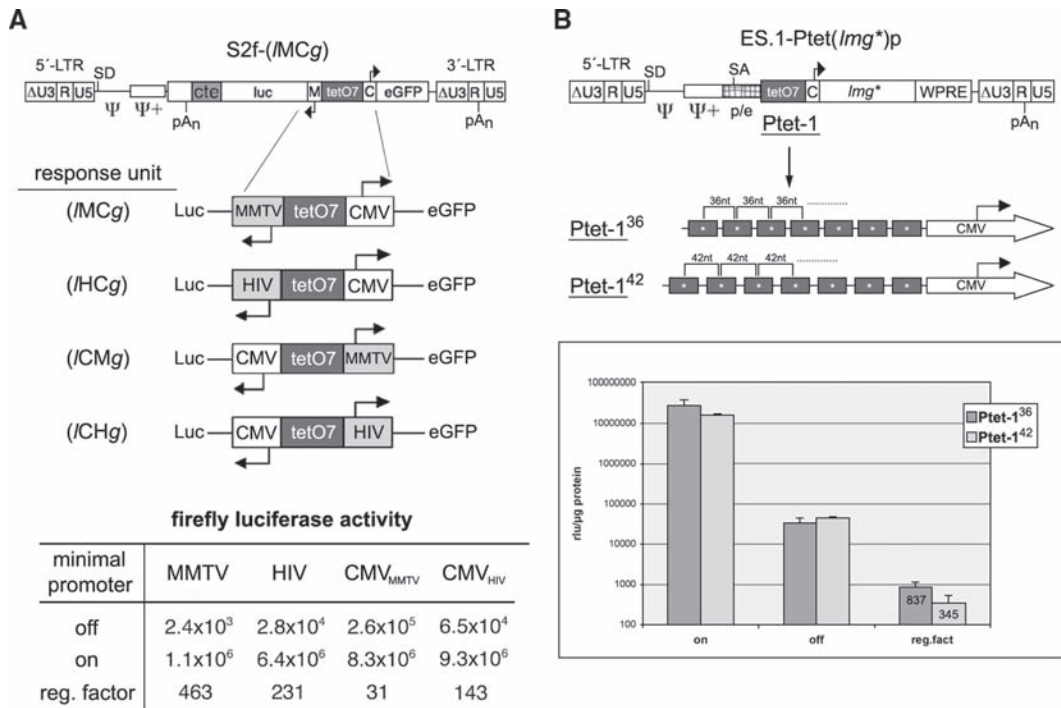 A
S2f-(lMCg)
5´-LTR
SD
3´-LTR
ΔU3 R U5
cte luc M tetO7 C eGFP
ΔU3 R U5
Ψ Ψ+
pAn
pAn
response unit
(lMCg)
Luc MMTV tetO7 CMV eGFP
(lHCg)
Luc HIV tetO7 CMV eGFP
(lCMg)
Luc CMV tetO7 MMTV eGFP
(lCHg)
Luc CMV tetO7 HIV eGFP
firefly luciferase activity
minimal promoter MMTV HIV CMV_MMTV CMV_HIV
off 2.4x10³ 2.8x10⁴ 2.6x10⁵ 6.5x10⁴
on 1.1x10⁶ 6.4x10⁶ 8.3x10⁶ 9.3x10⁶
reg. factor 463 231 31 143
B
ES.1-Ptet(lmg*)p
5´-LTR
SD
SA
3´-LTR
ΔU3 R U5
tetO7 C lmg* WPRE
ΔU3 R U5
Ψ Ψ+ p/e
pAn
Ptet-1
36nt 36nt 36nt
Ptet-1³⁶
* * * * * * * CMV
42nt 42nt 42nt
Ptet-1⁴²
* * * * * * * CMV
100000000
10000000
1000000
100000
10000
1000
100
rlu/µg protein
Ptet-1³⁶
Ptet-1⁴²
837
345
on off reg.fact